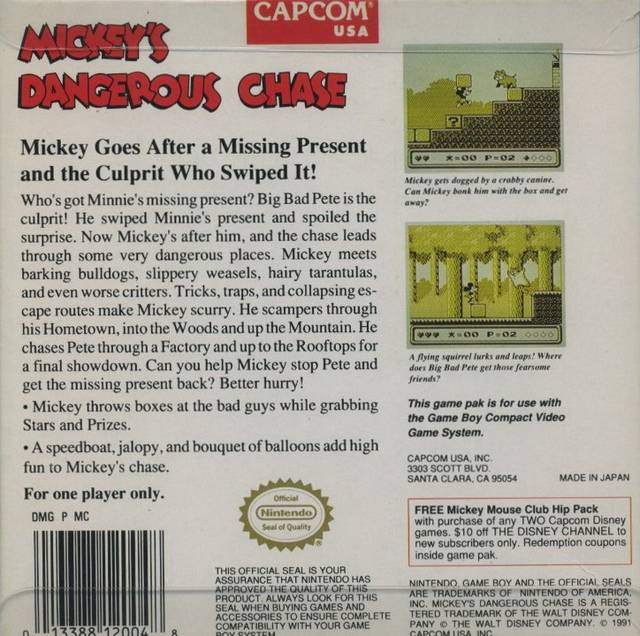 CAPCOM®
USA
MICKEY'S
DANGEROUS CHASE
Mickey Goes After a Missing Present
and the Culprit Who Swiped It!
Who's got Minnie's missing present? Big Bad Pete is the
culprit! He swiped Minnie's present and spoiled the
surprise. Now Mickey's after him, and the chase leads
through some very dangerous places. Mickey meets
barking bulldogs, slippery weasels, hairy tarantulas,
and even worse critters. Tricks, traps, and collapsing es-
cape routes make Mickey scurry. He scampers through
his Hometown, into the Woods and up the Mountain. He
chases Pete through a Factory and up to the Rooftops for
a final showdown. Can you help Mickey stop Pete and
get the missing present back? Better hurry!
• Mickey throws boxes at the bad guys while grabbing
Stars and Prizes.
• A speedboat, jalopy, and bouquet of balloons add high
fun to Mickey's chase.
For one player only.
DMG P MC
0 13388 12004 8
Official
Nintendo
Seal of Quality
THIS OFFICIAL SEAL IS YOUR
ASSURANCE THAT NINTENDO HAS
APPROVED THE QUALITY OF THIS
PRODUCT. ALWAYS LOOK FOR THIS
SEAL WHEN BUYING GAMES AND
ACCESSORIES TO ENSURE COMPLETE
COMPATIBILITY WITH YOUR GAME
BOY SYSTEM
?
×=00 P=02
Mickey gets dogged by a crabby canine.
Can Mickey bonk him with the box and get
away?
×=00 P=02
A flying squirrel lurks and leaps! Where
does Big Bad Pete get those fearsome
friends?
This game pak is for use with
the Game Boy Compact Video
Game System.
CAPCOM USA, INC.
3303 SCOTT BLVD.
SANTA CLARA, CA 95054 MADE IN JAPAN
FREE Mickey Mouse Club Hip Pack
with purchase of any TWO Capcom Disney
games. $10 off THE DISNEY CHANNEL to
new subscribers only. Redemption coupons
inside game pak.
NINTENDO, GAME BOY AND THE OFFICIAL SEALS
ARE TRADEMARKS OF NINTENDO OF AMERICA,
INC. MICKEY'S DANGEROUS CHASE IS A REGIS-
TERED TRADEMARK OF THE WALT DISNEY COM-
PANY © THE WALT DISNEY COMPANY. © 1991
CAPCOM USA, INC.